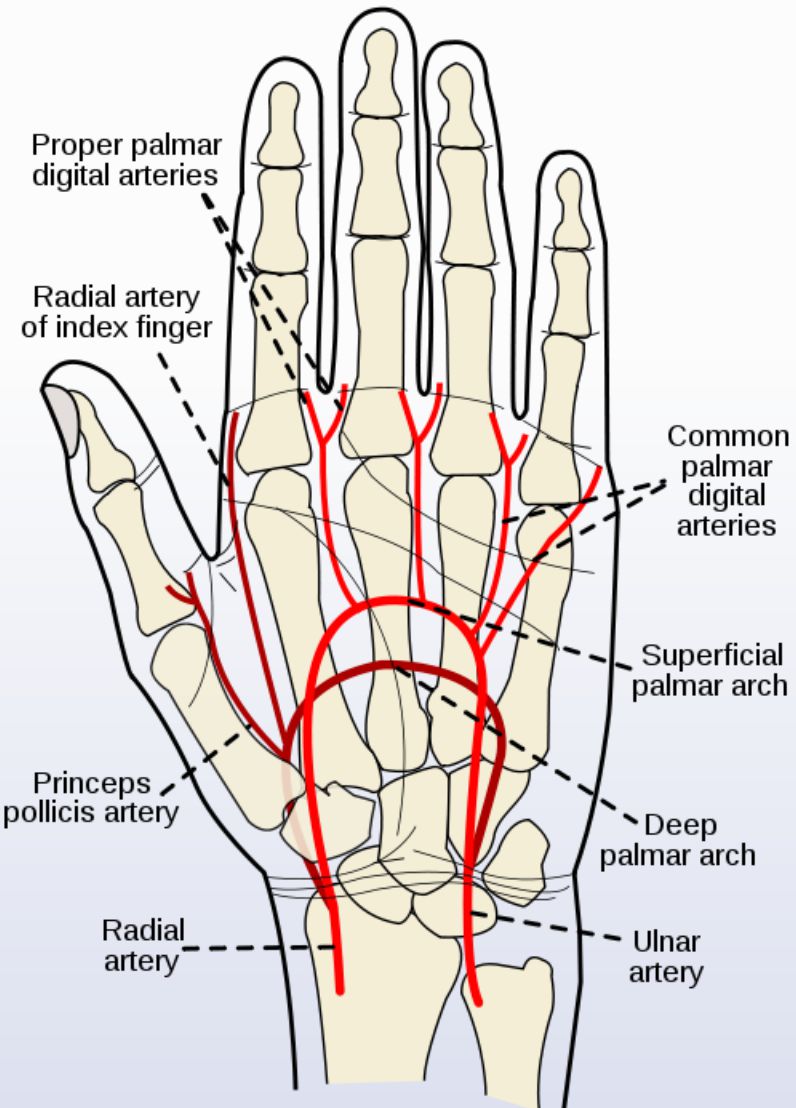 Proper palmar
digital arteries
Radial artery
of index finger
Common
palmar
digital
arteries
Superficial
palmar arch
Princeps
pollicis artery
Deep
palmar arch
Radial
artery
Ulnar
artery